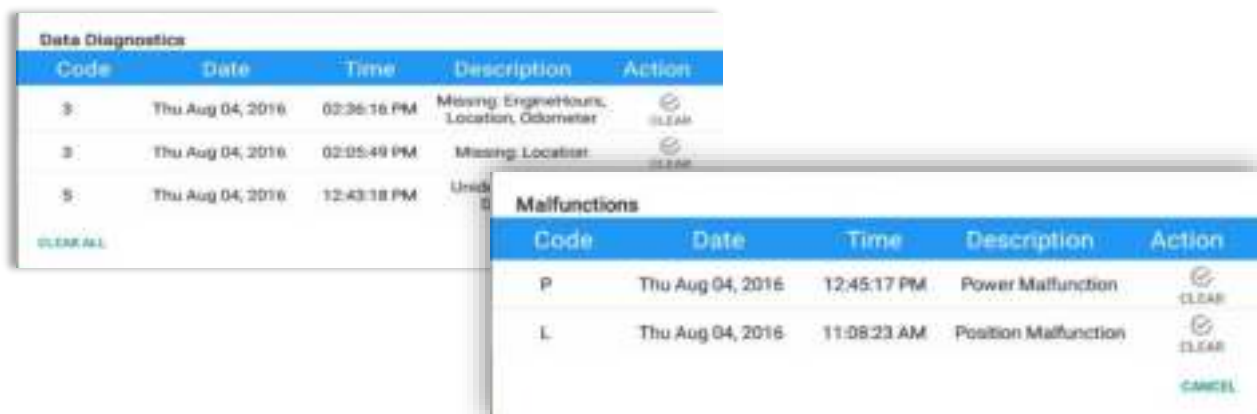 Data Diagnostics
Code Date Time Description Action
3 Thu Aug 04, 2016 02:36:16 PM Missing: EngineHours,
Location, Odometer
CLEAR
3 Thu Aug 04, 2016 02:05:49 PM Missing: Location
CLEAR
5 Thu Aug 04, 2016 12:43:18 PM
CLEAR ALL
Malfunctions
Code Date Time Description Action
P Thu Aug 04, 2016 12:45:17 PM Power Malfunction
CLEAR
L Thu Aug 04, 2016 11:08:23 AM Position Malfunction
CLEAR
CANCEL